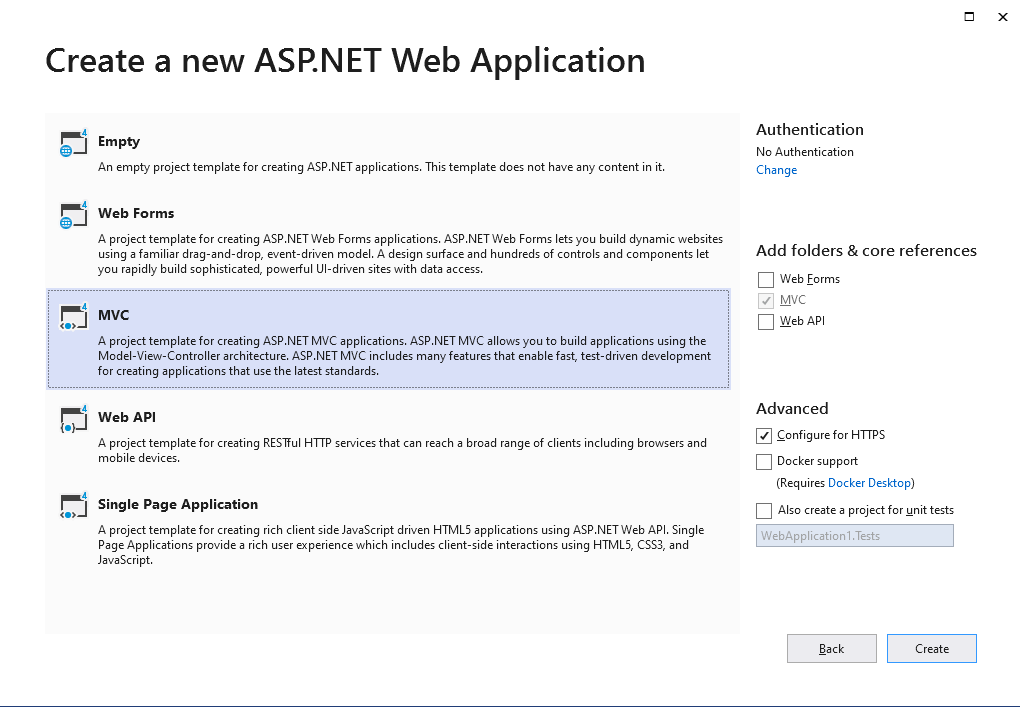 Create a new ASP.NET Web Application
4
Empty
An empty project template for creating ASP.NET applications. This template does not have any content in it.
4
Web Forms
A project template for creating ASP.NET Web Forms applications. ASP.NET Web Forms lets you build dynamic websites
using a familiar drag-and-drop, event-driven model. A design surface and hundreds of controls and components let
you rapidly build sophisticated, powerful UI-driven sites with data access.
4
MVC
A project template for creating ASP.NET MVC applications. ASP.NET MVC allows you to build applications using the
Model-View-Controller architecture. ASP.NET MVC includes many features that enable fast, test-driven development
for creating applications that use the latest standards.
4
Web API
A project template for creating RESTful HTTP services that can reach a broad range of clients including browsers and
mobile devices.
4
Single Page Application
A project template for creating rich client side JavaScript driven HTML5 applications using ASP.NET Web API. Single
Page Applications provide a rich user experience which includes client-side interactions using HTML5, CSS3, and
JavaScript.
Authentication
No Authentication
Change
Add folders & core references
Web Forms
MVC
Web API
Advanced
Configure for HTTPS
Docker support
(Requires Docker Desktop)
Also create a project for unit tests
WebApplication1.Tests
Back
Create